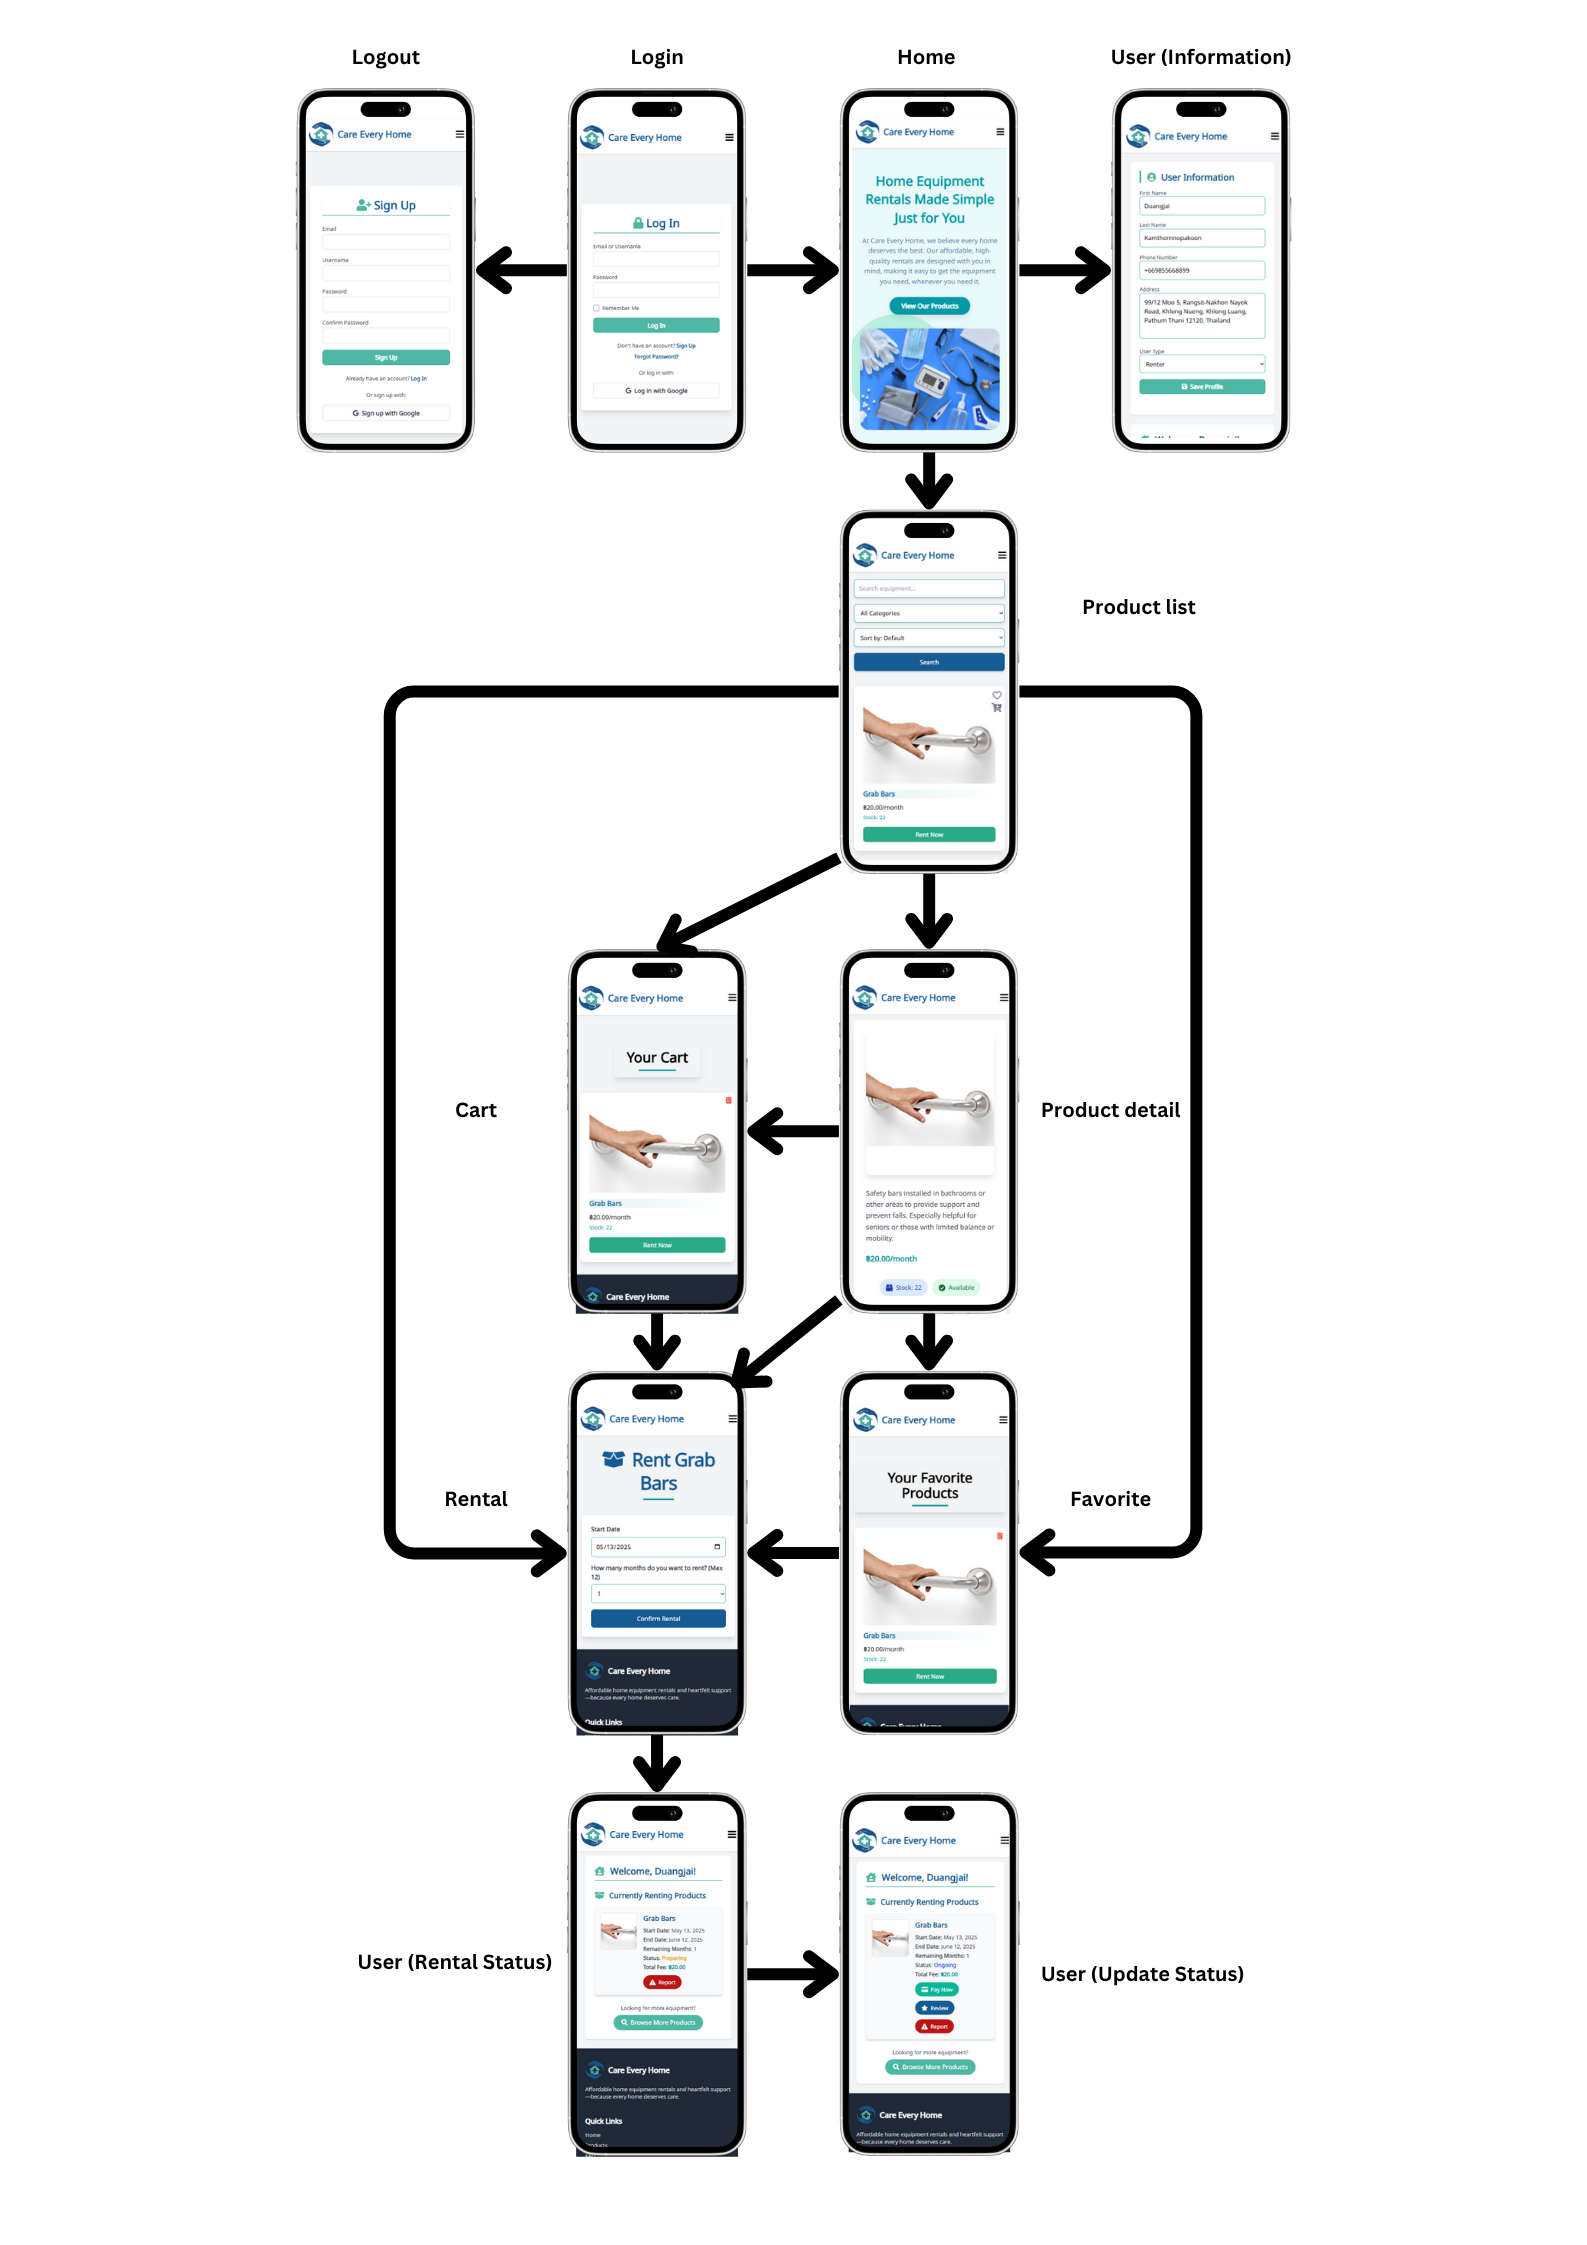 Logout
Login
Home
User (Information)
Care Every Home
Sign Up
Email
Username
Password
Confirm Password
Sign Up
Already have an account? Log In
Or sign up with:
G Sign up with Google
Care Every Home
Log In
Email or Username
Password
Remember Me
Log In
Don't have an account? Sign Up
Forgot Password?
Or log in with:
G Log in with Google
Care Every Home
Home Equipment
Rentals Made Simple
Just for You
At Care Every Home, we believe every home
deserves the best. Our affordable, high-
quality rentals are designed with you in
mind, making it easy to get the equipment
you need, whenever you need it.
View Our Products
Care Every Home
User Information
First Name
Duangjai
Last Name
Kamthornnopakoon
Phone Number
+669855668899
Address
99/12 Moo 5, Rangsit-Nakhon Nayok
Road, Khlong Nueng, Khlong Luang,
Pathum Thani 12120, Thailand
User Type
Renter
Save Profile
Care Every Home
Search equipment...
All Categories
Sort by: Default
Search
Grab Bars
฿20.00/month
Stock: 22
Rent Now
Product list
Care Every Home
Your Cart
Grab Bars
฿20.00/month
Stock: 22
Rent Now
Care Every Home
Cart
Care Every Home
Safety bars installed in bathrooms or
other areas to provide support and
prevent falls. Especially helpful for
seniors or those with limited balance or
mobility.
฿20.00/month
Stock: 22
Available
Product detail
Care Every Home
Rent Grab
Bars
Start Date
05/13/2025
How many months do you want to rent? (Max
12)
1
Confirm Rental
Care Every Home
Affordable home equipment rentals and heartfelt support
—because every home deserves care.
Quick Links
Rental
Care Every Home
Your Favorite
Products
Grab Bars
฿20.00/month
Stock: 22
Rent Now
Favorite
Care Every Home
Welcome, Duangjai!
Currently Renting Products
Grab Bars
Start Date: May 13, 2025
End Date: June 12, 2025
Remaining Months: 1
Status: Preparing
Total Fee: ฿20.00
Report
Looking for more equipment?
Browse More Products
Care Every Home
Affordable home equipment rentals and heartfelt support
—because every home deserves care.
Quick Links
Home
Products
User (Rental Status)
Care Every Home
Welcome, Duangjai!
Currently Renting Products
Grab Bars
Start Date: May 13, 2025
End Date: June 12, 2025
Remaining Months: 1
Status: Ongoing
Total Fee: ฿20.00
Pay Now
Review
Report
Looking for more equipment?
Browse More Products
Care Every Home
Affordable home equipment rentals and heartfelt support
—because every home deserves care.
User (Update Status)